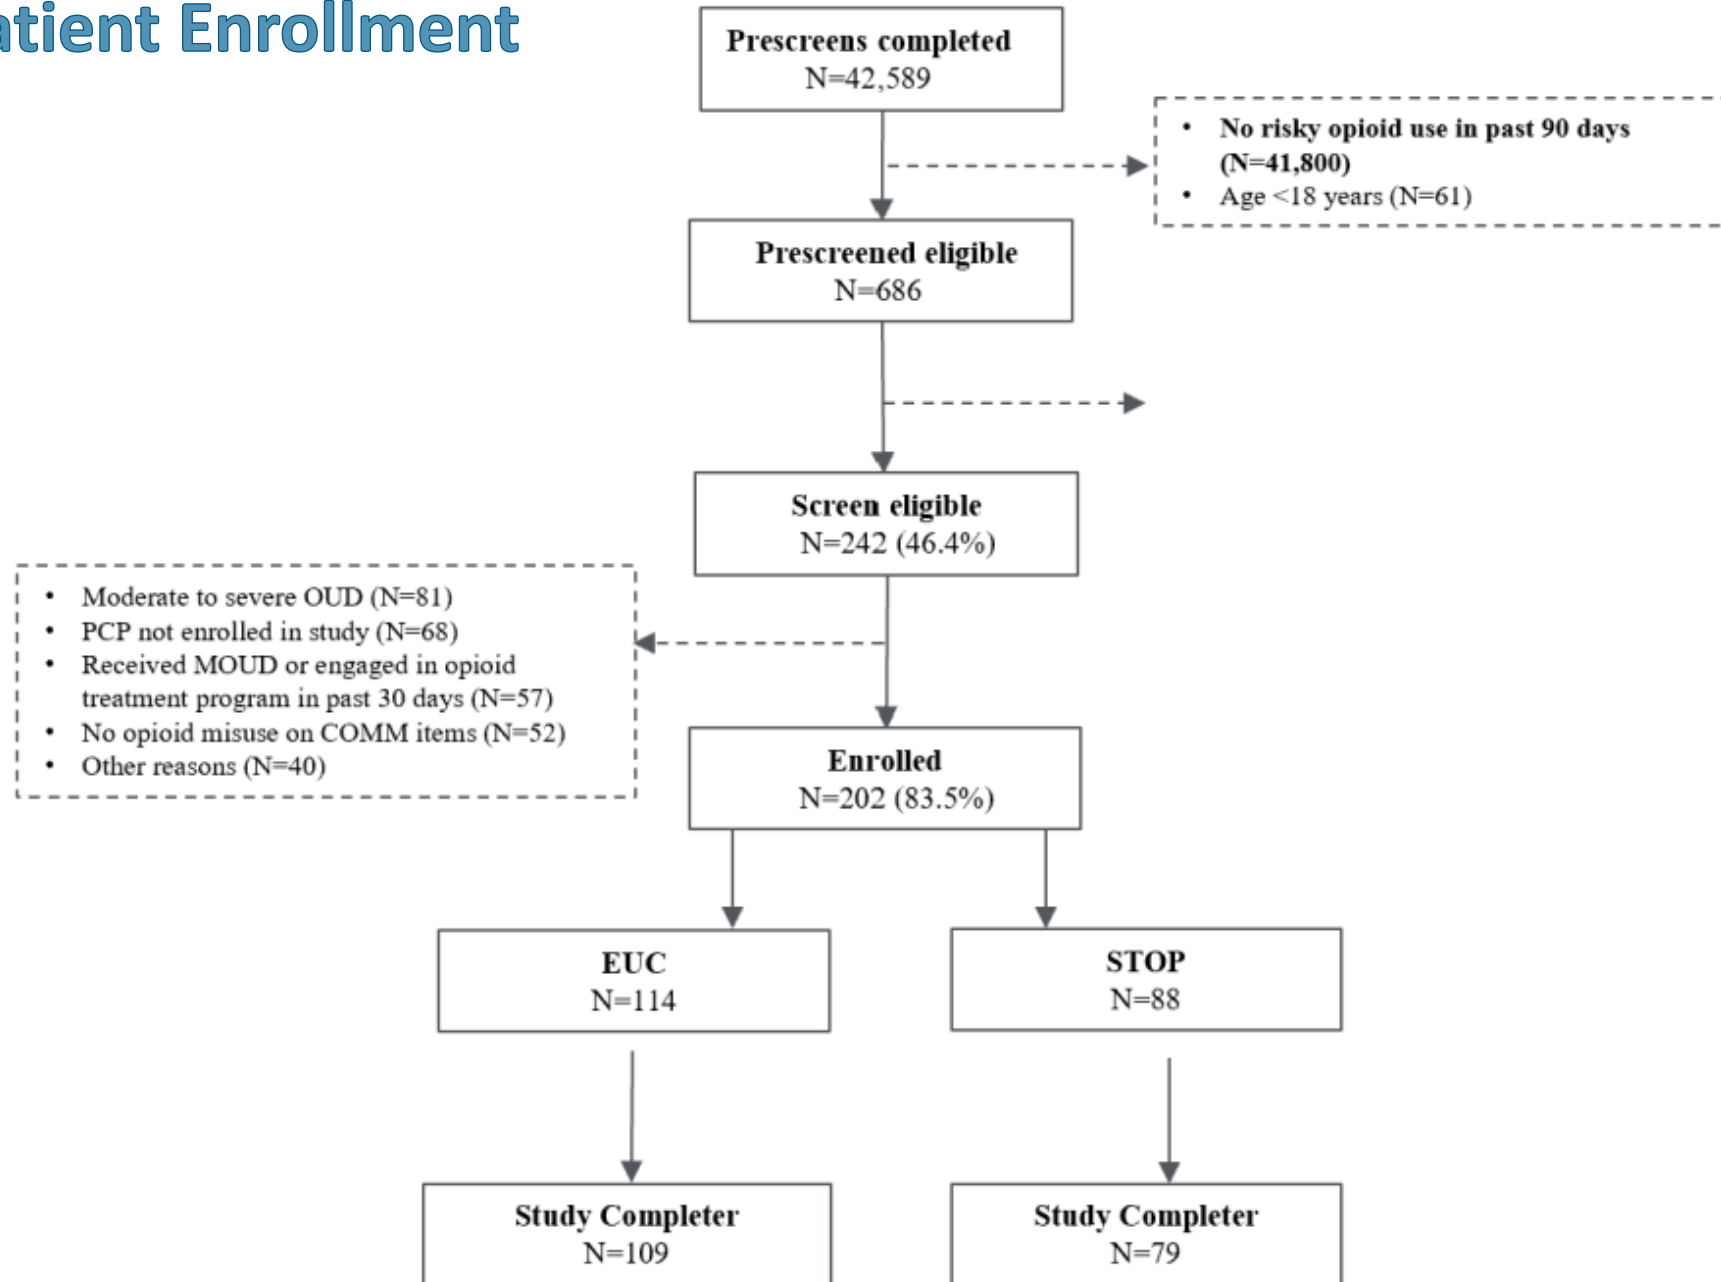 atient Enrollment
Prescreens completed
N=42,589
• No risky opioid use in past 90 days
(N=41,800)
• Age <18 years (N=61)
Prescreened eligible
N=686
Screen eligible
N=242 (46.4%)
• Moderate to severe OUD (N=81)
• PCP not enrolled in study (N=68)
• Received MOUD or engaged in opioid
treatment program in past 30 days (N=57)
• No opioid misuse on COMM items (N=52)
• Other reasons (N=40)
Enrolled
N=202 (83.5%)
EUC
N=114
STOP
N=88
Study Completer
N=109
Study Completer
N=79